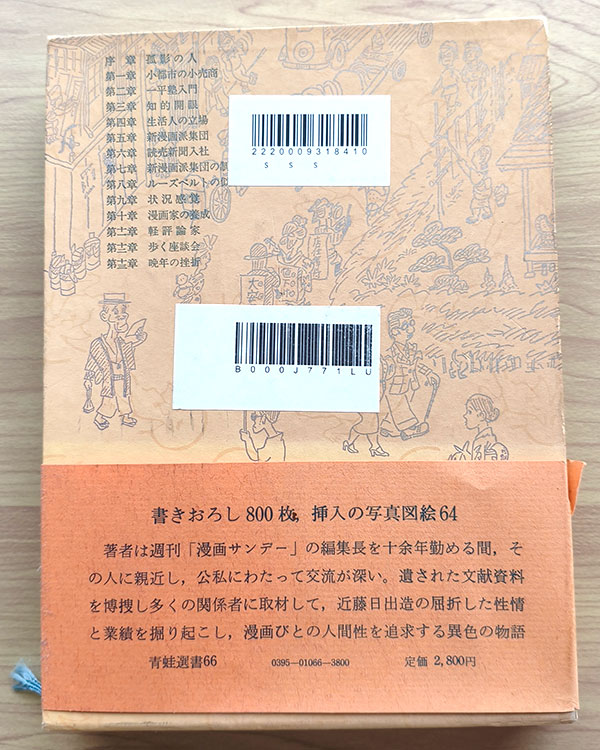 序章 孤影の人
第一章 小都市の小売商
第二章 一平塾入門
第三章 知的開眼
第四章 生活人の立場
第五章 新漫画派集団
第六章 読売新聞入社
第七章 新漫画派集団の
第八章 ルーズベルトの
第九章 状況感覚
第十章 漫画家の養成
第十一章 軽評論家
第十二章 歩く座談会
第十三章 晩年の挫折
2220009318410
S S S
B000J771LU
書きおろし800枚，挿入の写真図絵64
著者は週刊「漫画サンデー」の編集長を十余年勤める間，そ
の人に親近し，公私にわたって交流が深い。遺された文献資料
を博捜し多くの関係者に取材して，近藤日出造の屈折した性情
と業績を掘り起こし，漫画びとの人間性を追求する異色の物語
青蛙選書66 0395-01066-3800 定価 2,800円